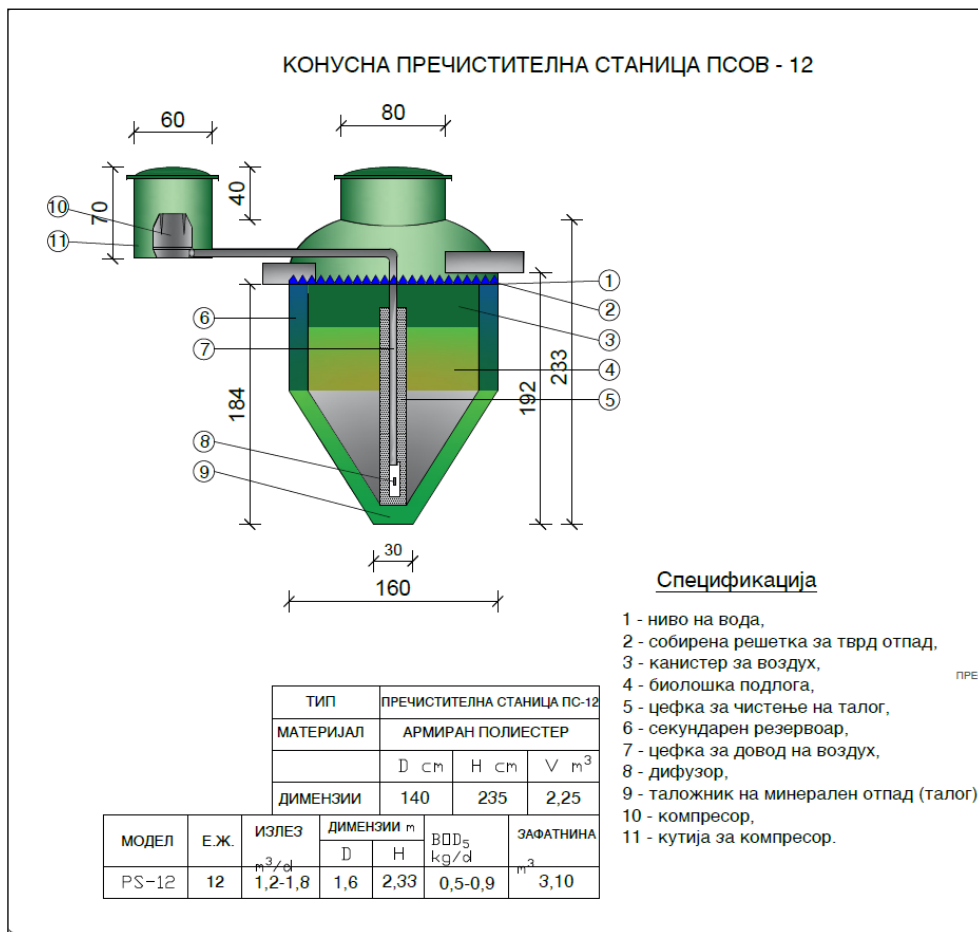 КОНУСНА ПРЕЧИСТИТЕЛНА СТАНИЦА ПСОВ - 12
60
80
70
40
10
11
1
2
6
3
7
4
233
184
192
5
8
9
30
160
Спецификација
1 - ниво на вода,
2 - собирена решетка за тврд отпад,
3 - канистер за воздух,
4 - биолошка подлога,
5 - цефка за чистење на талог,
6 - секундарен резервоар,
7 - цефка за довод на воздух,
8 - дифузор,
9 - таложник на минерален отпад (талог)
10 - компресор,
11 - кутија за компресор.
ПРЕ
ТИП ПРЕЧИСТИТЕЛНА СТАНИЦА ПС-12
МАТЕРИЈАЛ АРМИРАН ПОЛИЕСТЕР
D cm H cm V m³
ДИМЕНЗИИ 140 235 2,25
МОДЕЛ Е.Ж. ИЗЛЕЗ m³/d ДИМЕНЗИИ m D H BOD₅ kg/d ЗАФАТНИНА m³
PS-12 12 1,2-1,8 1,6 2,33 0,5-0,9 3,10